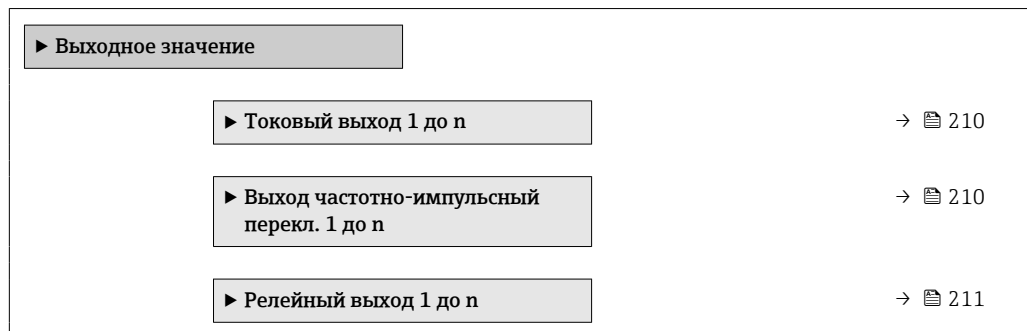 ▶ Выходное значение
▶ Токовый выход 1 до n → 210
▶ Выход частотно-импульсный
перекл. 1 до n → 210
▶ Релейный выход 1 до n → 211